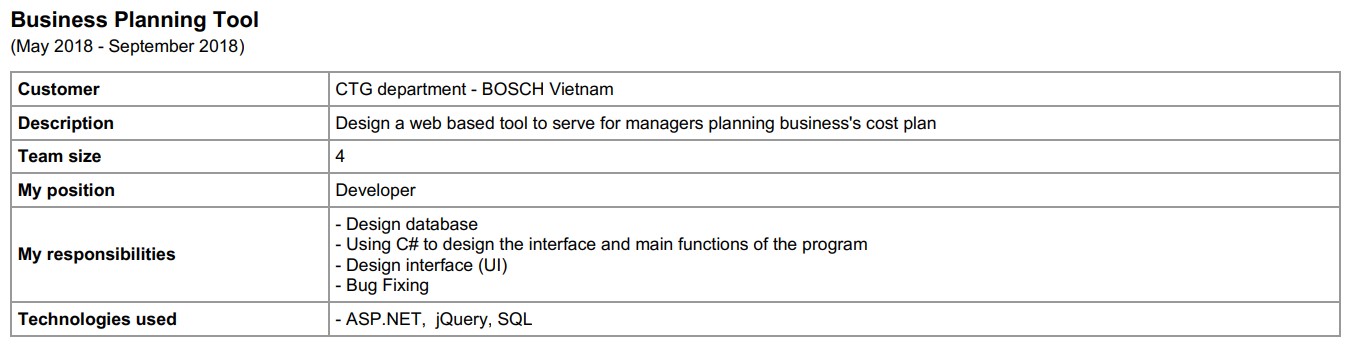 Business Planning Tool
(May 2018 - September 2018)
Customer CTG department - BOSCH Vietnam
Description Design a web based tool to serve for managers planning business's cost plan
Team size 4
My position Developer
My responsibilities
- Design database
- Using C# to design the interface and main functions of the program
- Design interface (UI)
- Bug Fixing
Technologies used - ASP.NET, jQuery, SQL